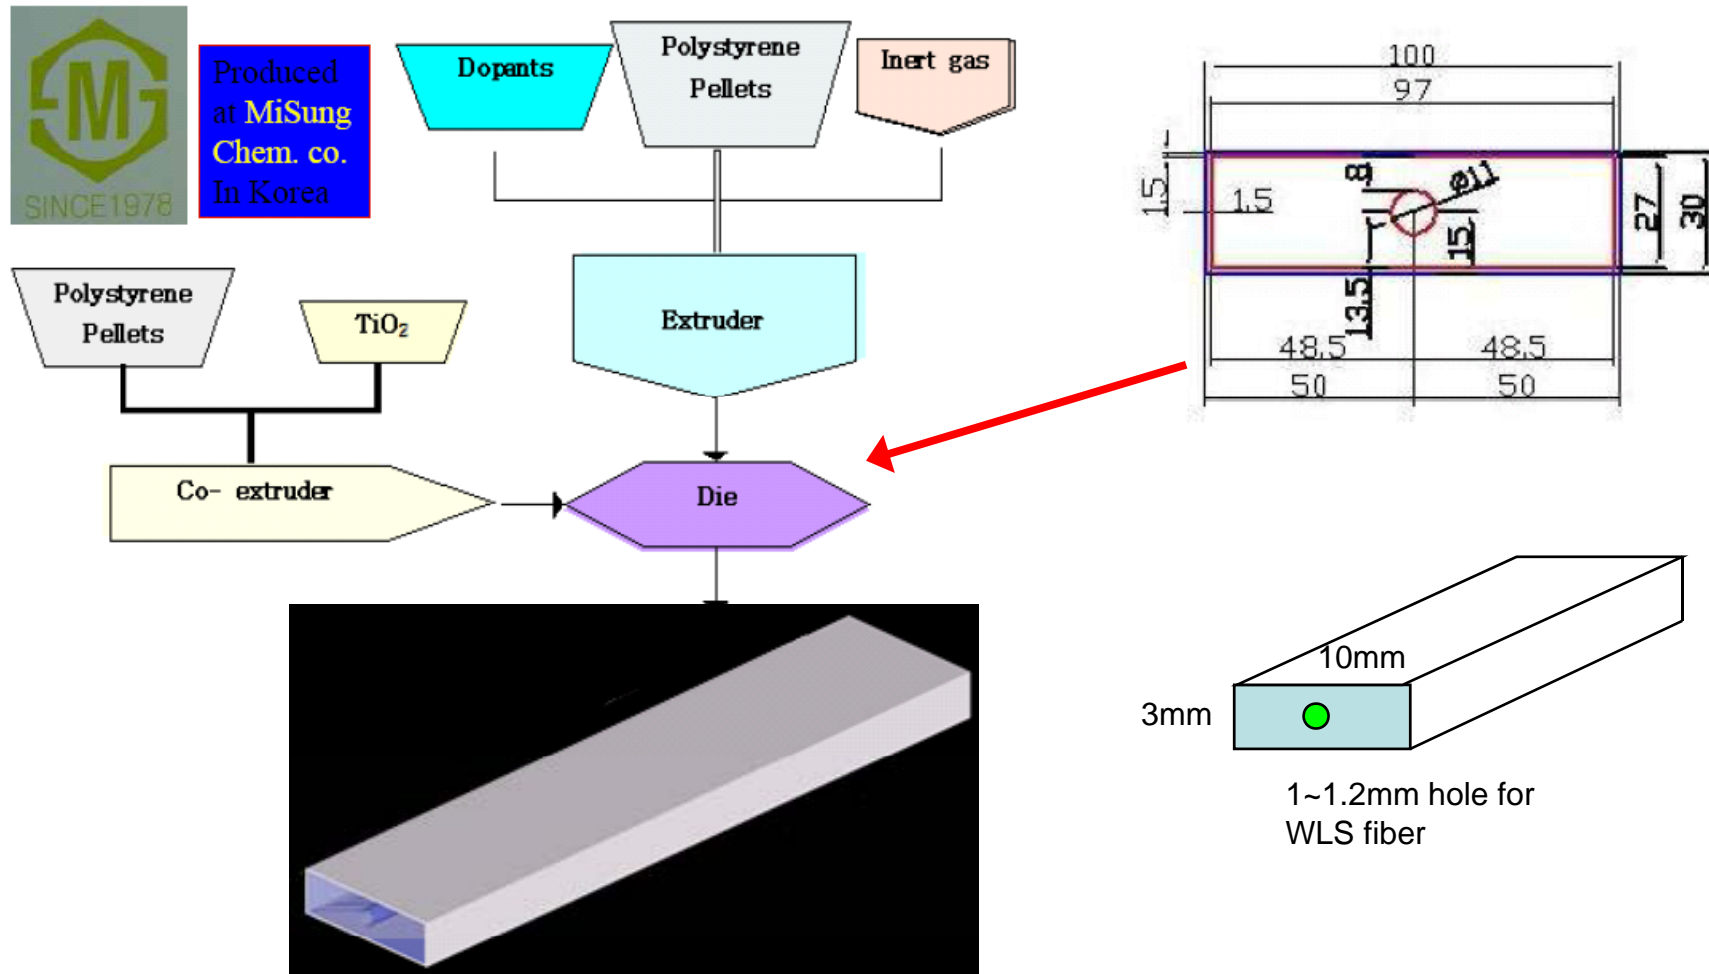 SINCE1978
Produced
at MiSung
Chem. co.
In Korea
Dopants
Polystyrene
Pellets
Inert gas
Extruder
Polystyrene
Pellets
TiO₂
Co- extruder
Die
100
97
1.5
1.5
8
ø11
15
13.5
27
30
48.5
48.5
50
50
10mm
3mm
1~1.2mm hole for
WLS fiber